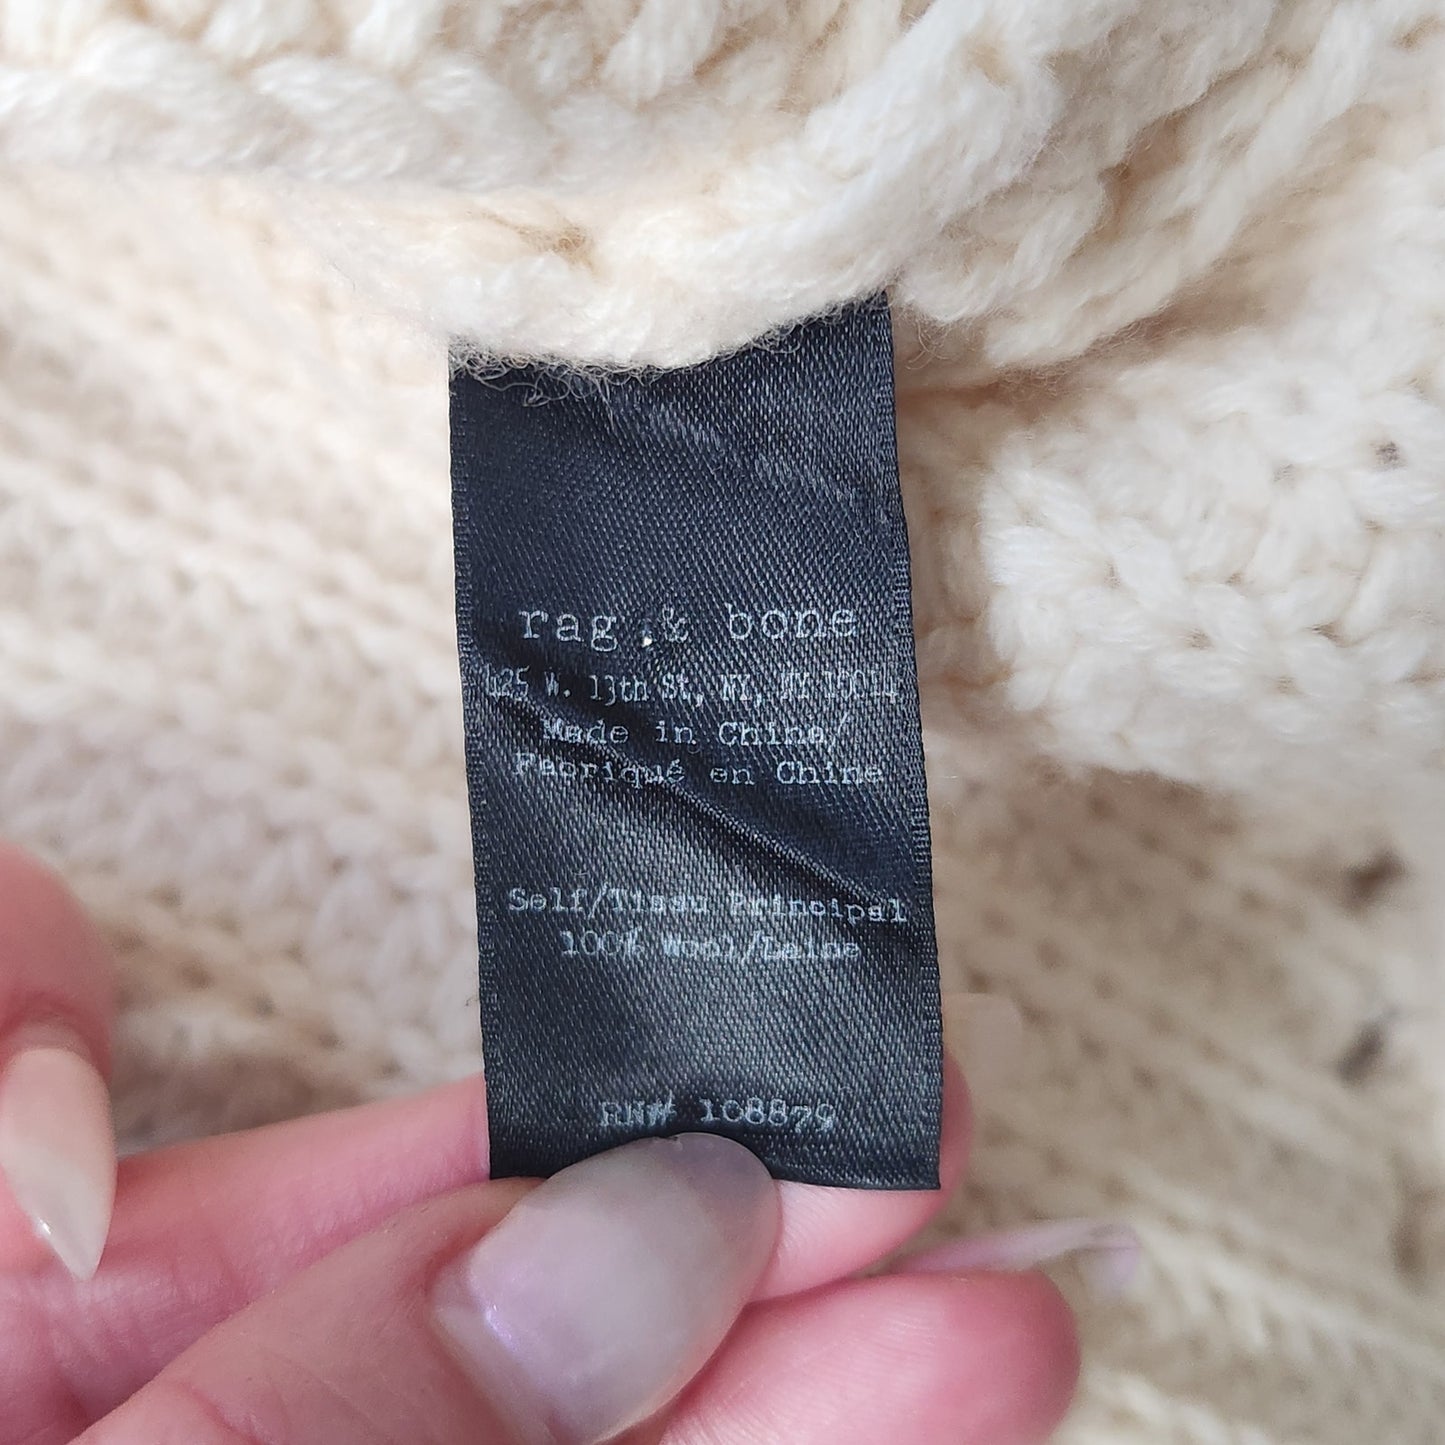 rag & bone
425 W. 13th St, NY, NY 10014
Made in China/
Fabriqué en Chine
Self/Tissu Principal
100% Wool/Laine
RN# 108879